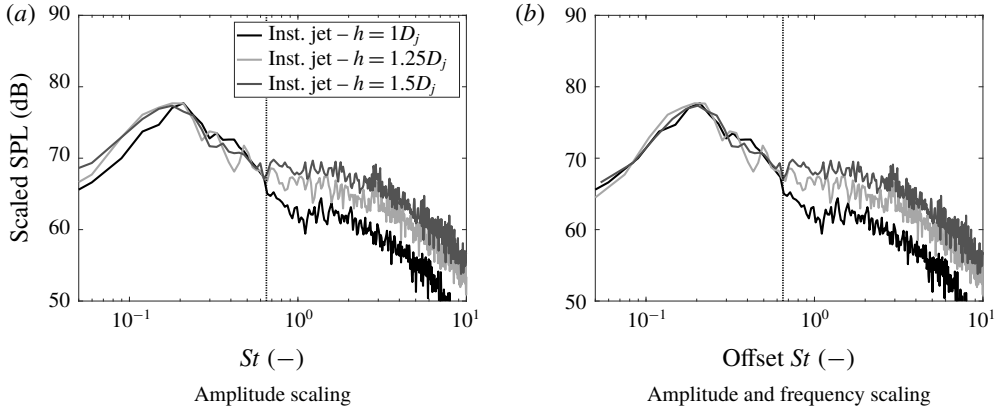 (a)
90
80
70
60
50
Scaled SPL (dB)
Inst. jet – h = 1D_j
Inst. jet – h = 1.25D_j
Inst. jet – h = 1.5D_j
10^{-1}
10^0
10^1
St (−)
Amplitude scaling
(b)
90
80
70
60
50
10^{-1}
10^0
10^1
Offset St (−)
Amplitude and frequency scaling